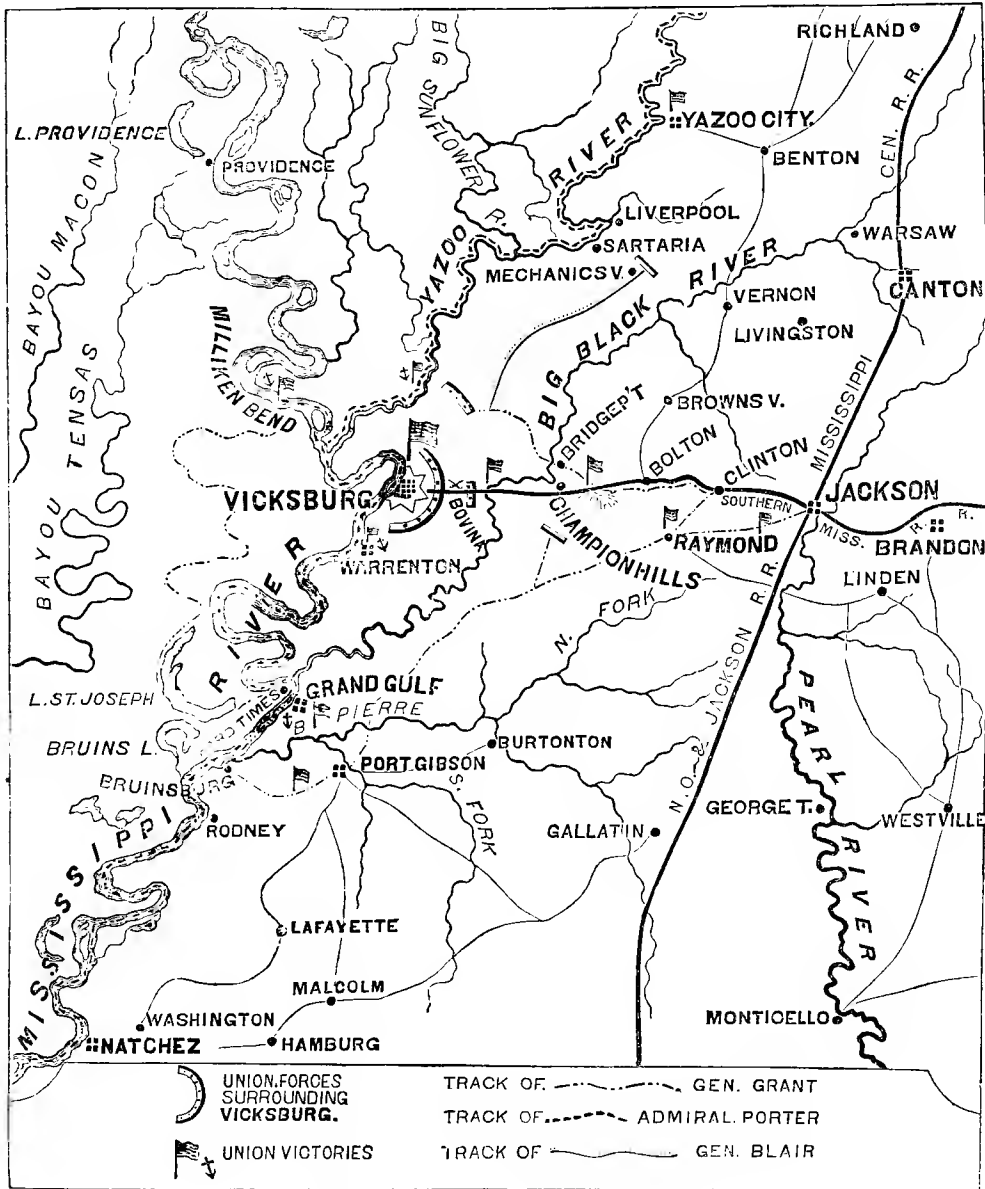 RICHLAND
BIG SUNFLOWER R.
CEN. R. R.
L. PROVIDENCE
PROVIDENCE
YAZOO CITY.
BENTON
BAYOU MACON
YAZOO RIVER
LIVERPOOL
SARTARIA
MECHANICSV.
WARSAW
CANTON
BIG BLACK RIVER
VERNON
LIVINGSTON
BAYOU TENSAS
MILLIKEN BEND
MISSISSIPPI
BROWNS V.
BRIDGEP'T
BOLTON
CLINTON
VICKSBURG
BOVINA
CHAMPION HILLS
SOUTHERN
MISS. R. R.
JACKSON
RAYMOND
BRANDON
WARRENTON
LINDEN
N. FORK
L. ST. JOSEPH
TIMES
GRAND GULF
B. PIERRE
BRUINS L.
BURTONTON
BRUINSBURG
PORT GIBSON
S. FORK
N. O. & JACKSON R. R.
PEARL RIVER
GEORGE T.
WESTVILLE
RODNEY
GALLATIN
MISSISSIPPI RIVER
LAFAYETTE
MALCOLM
WASHINGTON
MONTICELLO
NATCHEZ
HAMBURG
UNION FORCES
SURROUNDING
VICKSBURG.
UNION VICTORIES
TRACK OF GEN. GRANT
TRACK OF ADMIRAL PORTER
TRACK OF GEN. BLAIR